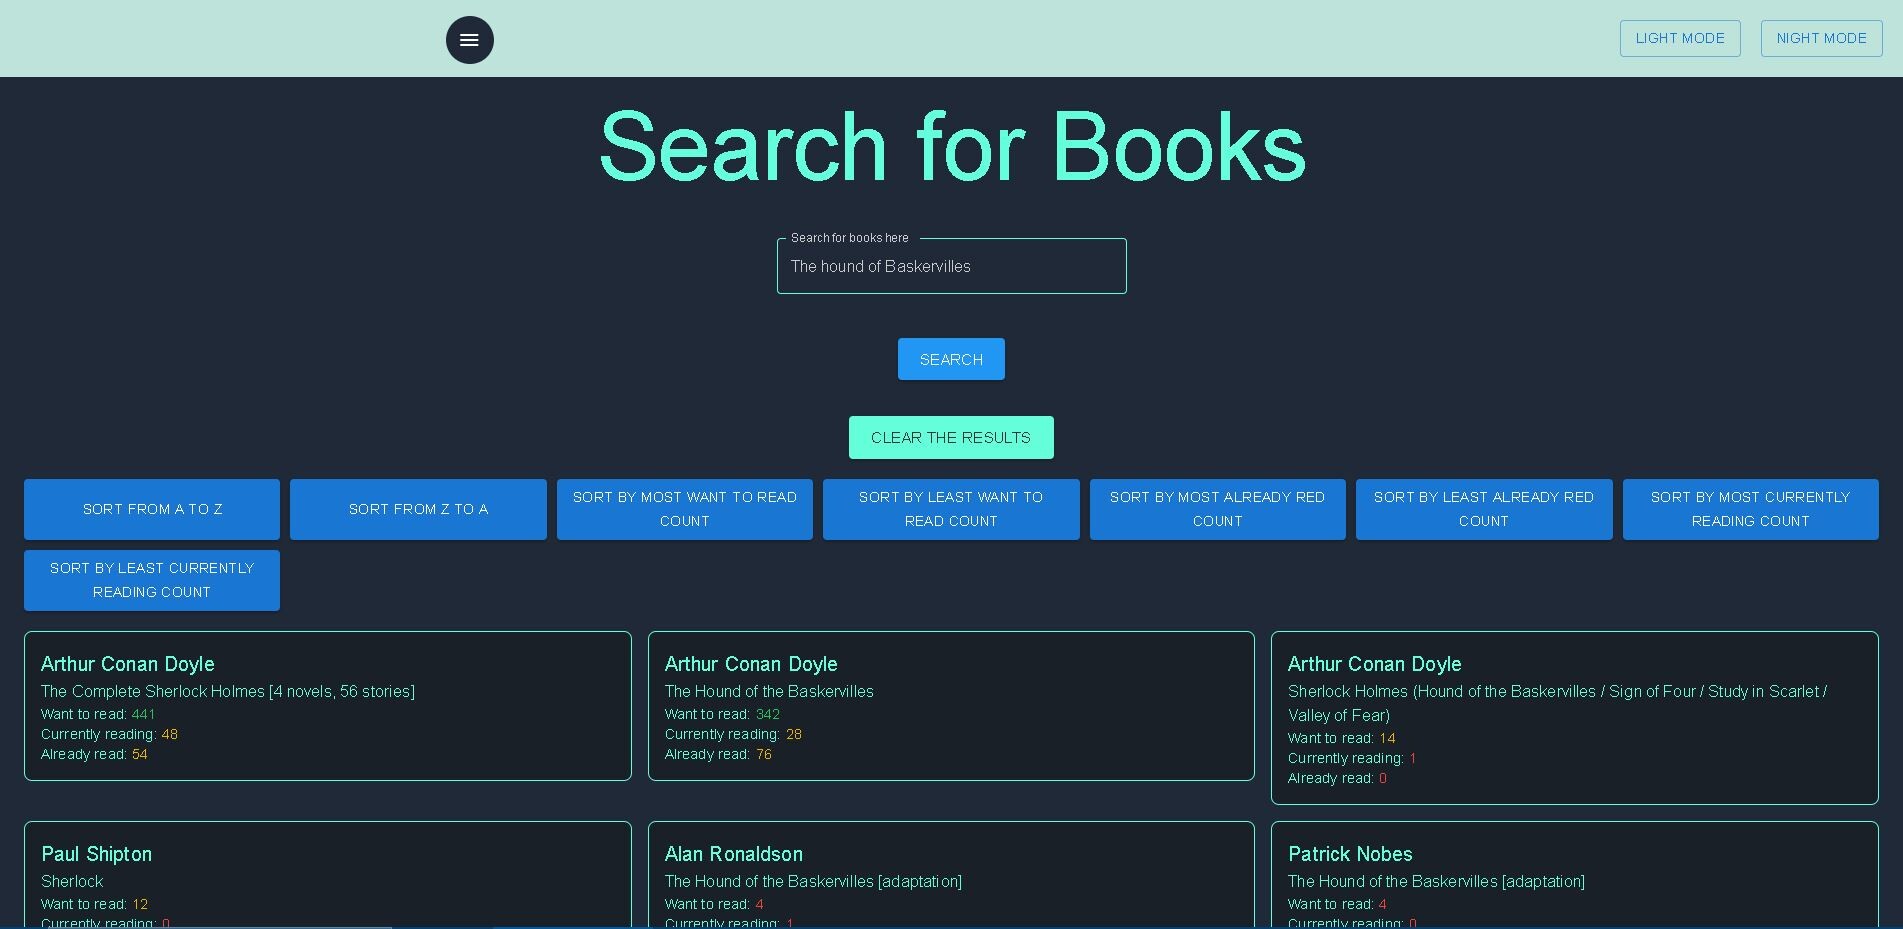 LIGHT MODE
NIGHT MODE
Search for Books
Search for books here
The hound of Baskervilles
SEARCH
CLEAR THE RESULTS
SORT FROM A TO Z
SORT FROM Z TO A
SORT BY MOST WANT TO READ
COUNT
SORT BY LEAST WANT TO
READ COUNT
SORT BY MOST ALREADY RED
COUNT
SORT BY LEAST ALREADY RED
COUNT
SORT BY MOST CURRENTLY
READING COUNT
SORT BY LEAST CURRENTLY
READING COUNT
Arthur Conan Doyle
The Complete Sherlock Holmes [4 novels, 56 stories]
Want to read: 441
Currently reading: 48
Already read: 54
Arthur Conan Doyle
The Hound of the Baskervilles
Want to read: 342
Currently reading: 28
Already read: 76
Arthur Conan Doyle
Sherlock Holmes (Hound of the Baskervilles / Sign of Four / Study in Scarlet /
Valley of Fear)
Want to read: 14
Currently reading: 1
Already read: 0
Paul Shipton
Sherlock
Want to read: 12
Currently reading: 0
Alan Ronaldson
The Hound of the Baskervilles [adaptation]
Want to read: 4
Currently reading: 1
Patrick Nobes
The Hound of the Baskervilles [adaptation]
Want to read: 4
Currently reading: 0